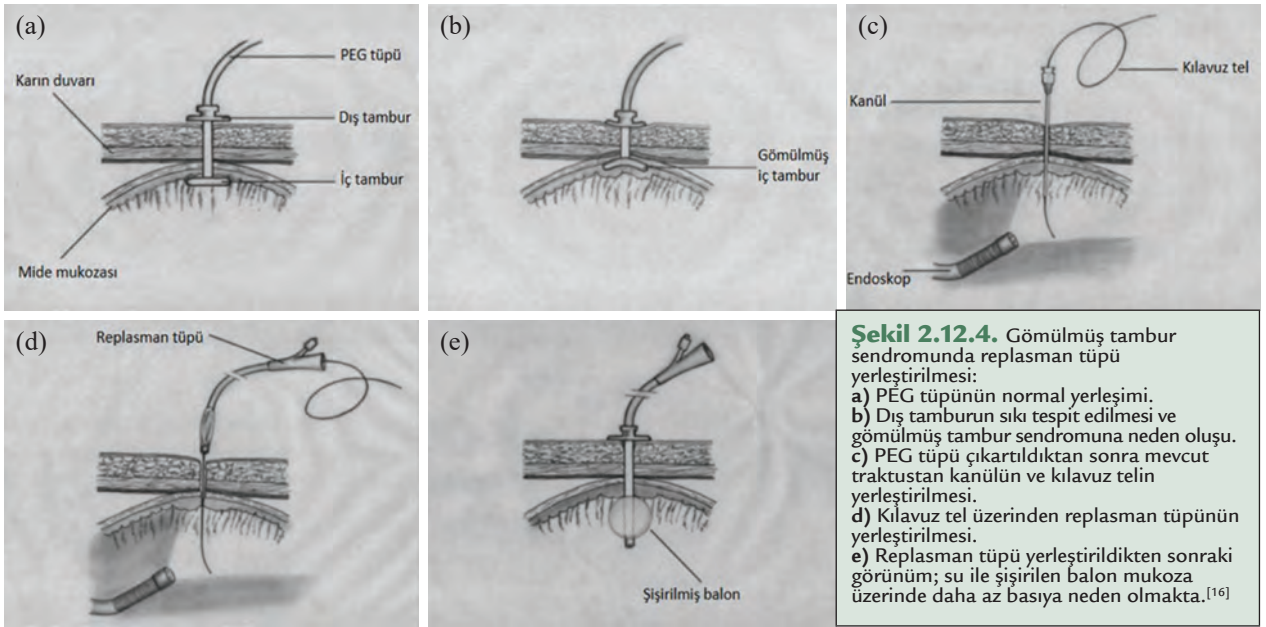 (a)
PEG tüpü
Karın duvarı
Dış tambur
İç tambur
Mide mukozası
(b)
Gömülmüş
iç tambur
(c)
Kılavuz tel
Kanül
Endoskop
(d)
Replasman tüpü
(e)
Şişirilmiş balon
Şekil 2.12.4. Gömülmüş tambur
sendromunda replasman tüpü
yerleştirilmesi:
a) PEG tüpünün normal yerleşimi.
b) Dış tamburun sıkı tespit edilmesi ve
gömülmüş tambur sendromuna neden oluşu.
c) PEG tüpü çıkartıldıktan sonra mevcut
traktustan kanülün ve kılavuz telin
yerleştirilmesi.
d) Kılavuz tel üzerinden replasman tüpünün
yerleştirilmesi.
e) Replasman tüpü yerleştirildikten sonraki
görünüm; su ile şişirilen balon mukoza
üzerinde daha az basıya neden olmakta.[16]